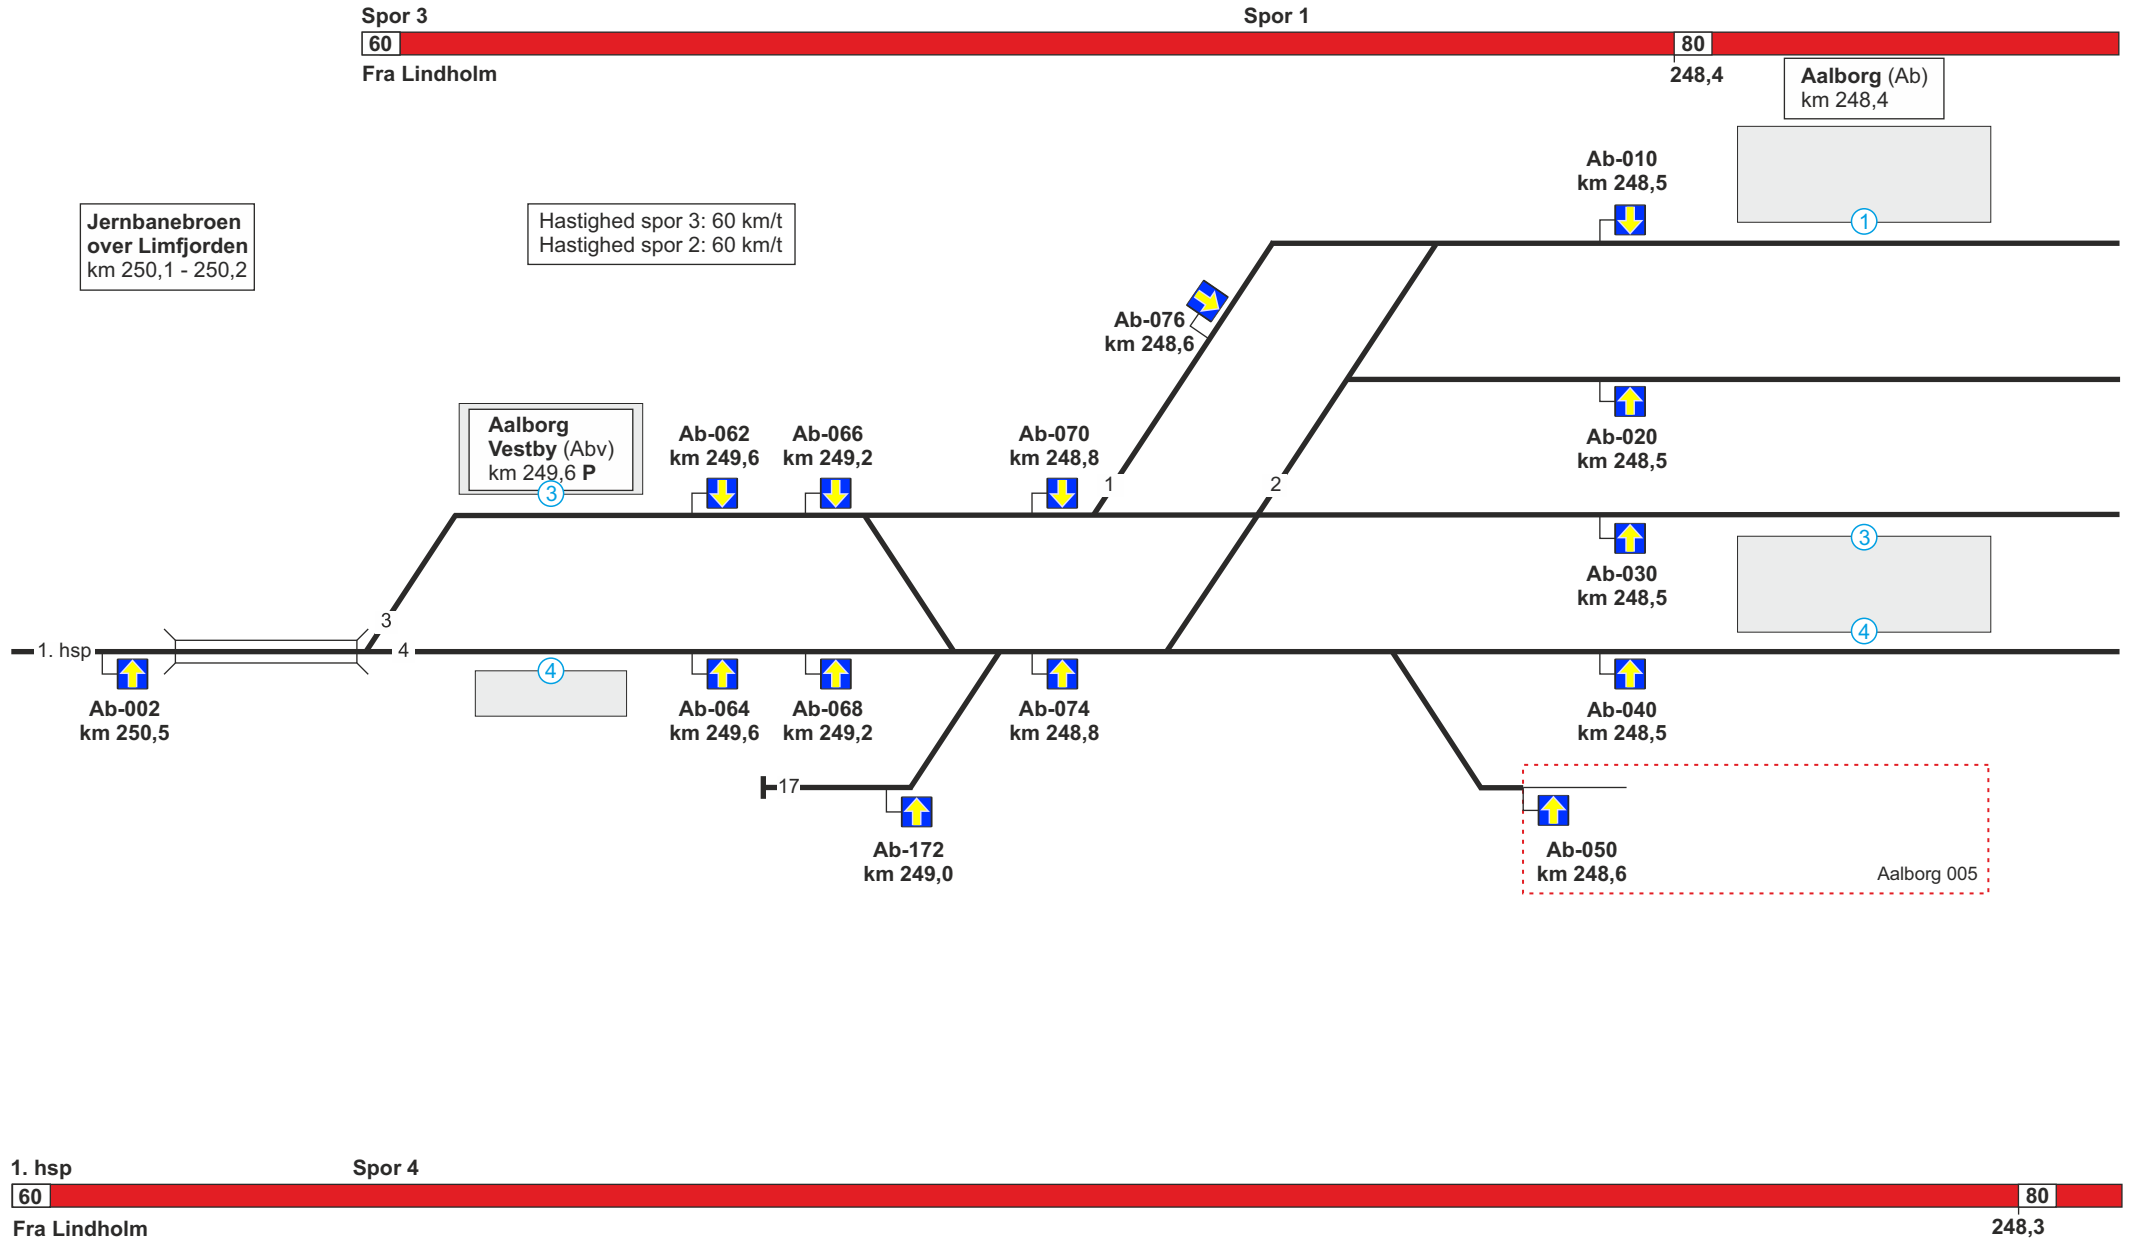 Spor 3
Spor 1
60
80
Fra Lindholm
248,4
Aalborg (Ab)
km 248,4
Ab-010
km 248,5
1
Jernbanebroen
over Limfjorden
km 250,1 - 250,2
Hastighed spor 3: 60 km/t
Hastighed spor 2: 60 km/t
Ab-076
km 248,6
Ab-020
km 248,5
Aalborg
Vestby (Abv)
km 249,6 P
3
Ab-062
km 249,6
Ab-066
km 249,2
Ab-070
km 248,8
1
2
Ab-030
km 248,5
3
4
3
1. hsp
4
4
Ab-002
km 250,5
Ab-064
km 249,6
Ab-068
km 249,2
Ab-074
km 248,8
Ab-040
km 248,5
17
Ab-172
km 249,0
Ab-050
km 248,6
Aalborg 005
1. hsp
Spor 4
60
80
Fra Lindholm
248,3